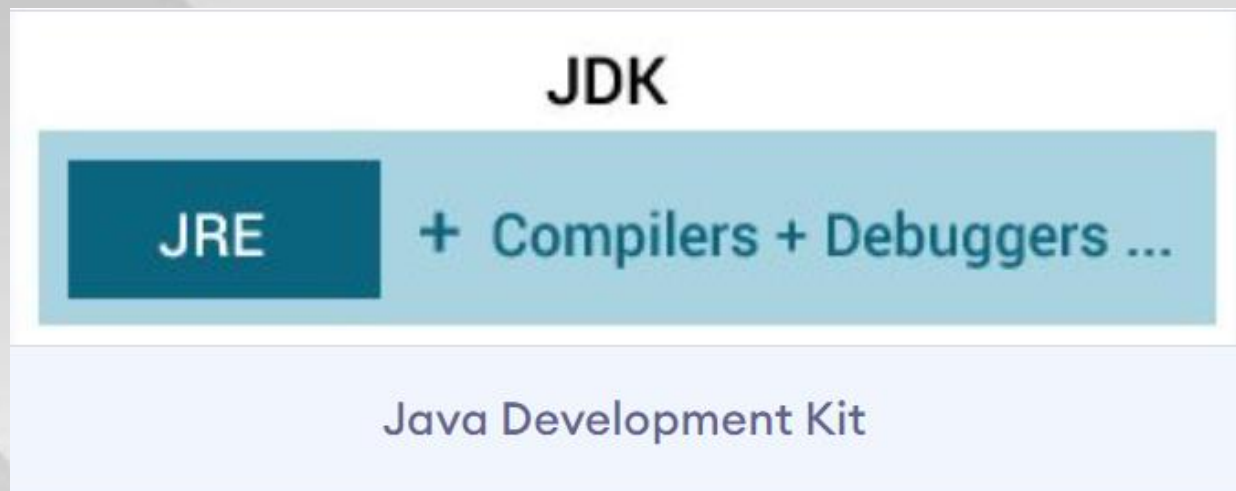 JDK
JRE + Compilers + Debuggers ...
Java Development Kit